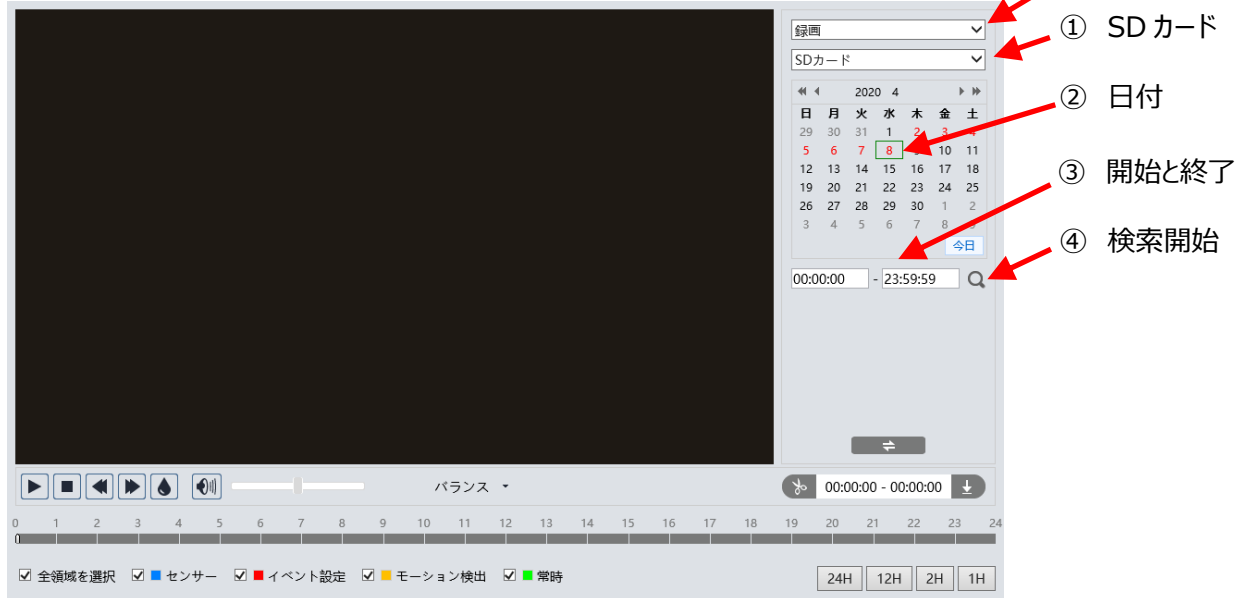 録画
① SD カード
SDカード
2020 4
日 月 火 水 木 金 土
② 日付
29 30 31 1 2 3 4
5 6 7 8 9 10 11
12 13 14 15 16 17 18
③ 開始と終了
19 20 21 22 23 24 25
26 27 28 29 30 1 2
3 4 5 6 7 8 9
今日
④ 検索開始
00:00:00 - 23:59:59
バランス
00:00:00 - 00:00:00
0 1 2 3 4 5 6 7 8 9 10 11 12 13 14 15 16 17 18 19 20 21 22 23 24
全領域を選択 センサー イベント設定 モーション検出 常時
24H 12H 2H 1H